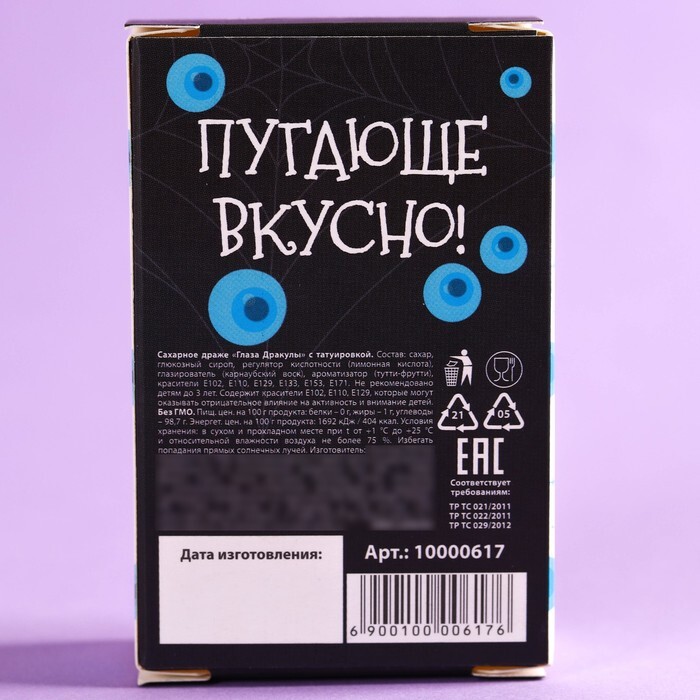 ПУГАЮЩЕ
ВКУСНО!
Сахарное драже «Глаза Дракулы» с татуировкой. Состав: сахар,
глюкозный сироп, регулятор кислотности (лимонная кислота),
глазирователь (карнаубский воск), ароматизатор (тутти-фрутти),
красители Е102, Е110, Е129, Е133, Е153, Е171. Не рекомендовано
детям до 3 лет. Содержит красители Е102, Е110, Е129, которые могут
оказывать отрицательное влияние на активность и внимание детей.
Без ГМО. Пищ. цен. на 100 г продукта: белки – 0 г, жиры – 1 г, углеводы
– 98,7 г. Энергет. цен. на 100 г продукта: 1692 кДж / 404 ккал. Условия
хранения: в сухом и прохладном месте при t от +1 °C до +25 °C
и относительной влажности воздуха не более 75 %. Избегать
попадания прямых солнечных лучей. Изготовитель:
21
05
EAC
Соответствует
требованиям:
ТР ТС 021/2011
ТР ТС 022/2011
ТР ТС 029/2012
Дата изготовления:
Арт.: 10000617
6 900100 006176